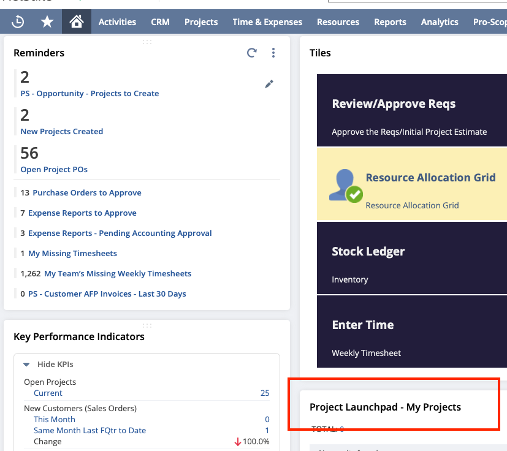 Activities CRM Projects Time & Expenses Resources Reports Analytics Pro-Scop
Reminders
2
PS - Opportunity - Projects to Create
2
New Projects Created
56
Open Project POs
13 Purchase Orders to Approve
7 Expense Reports to Approve
3 Expense Reports - Pending Accounting Approval
1 My Missing Timesheets
1,262 My Team's Missing Weekly Timesheets
0 PS - Customer AFP Invoices - Last 30 Days
Key Performance Indicators
Hide KPIs
Open Projects
Current 25
New Customers (Sales Orders)
This Month 0
Same Month Last FQtr to Date 1
Change 100.0%
Tiles
Review/Approve Reqs
Approve the Reqs/Initial Project Estimate
Resource Allocation Grid
Resource Allocation Grid
Stock Ledger
Inventory
Enter Time
Weekly Timesheet
Project Launchpad - My Projects
TOTAL: